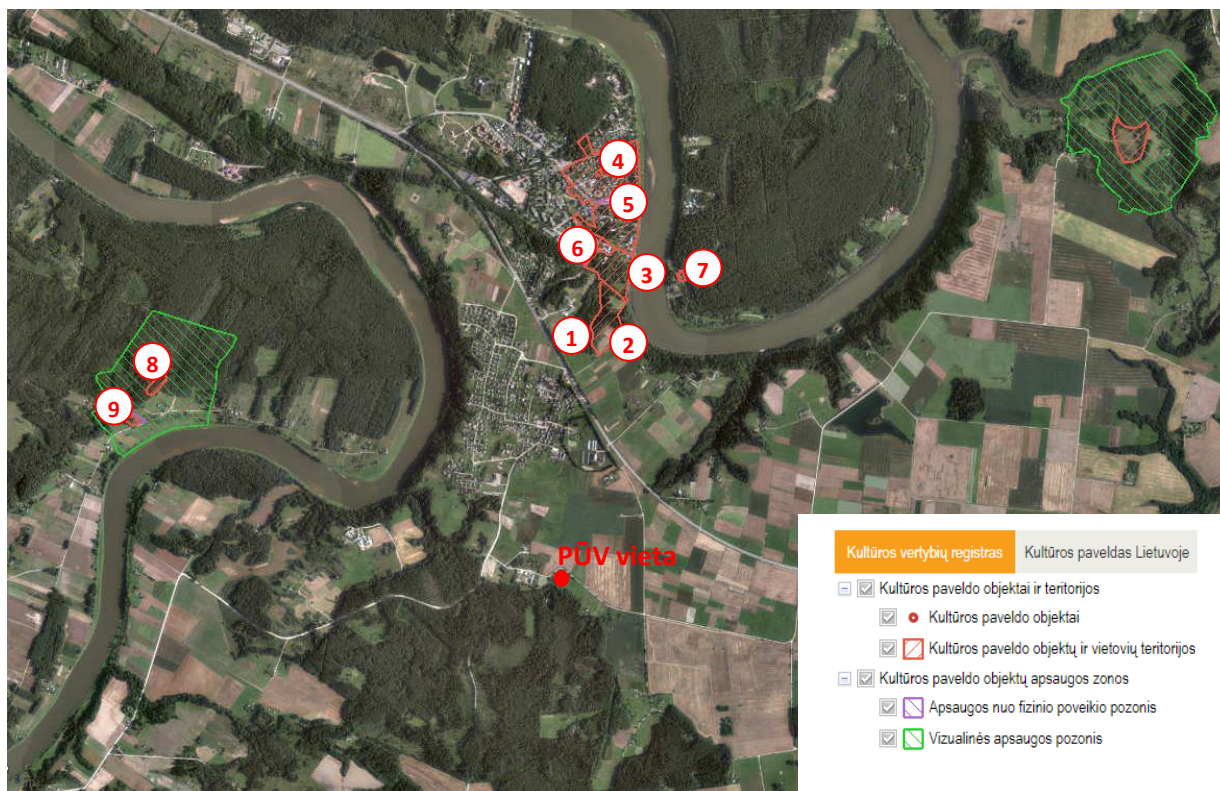 4
5
6
3
7
1
2
8
9
PŪV vieta
Kultūros vertybių registras
Kultūros paveldas Lietuvoje
Kultūros paveldo objektai ir teritorijos
Kultūros paveldo objektai
Kultūros paveldo objektų ir vietovių teritorijos
Kultūros paveldo objektų apsaugos zonos
Apsaugos nuo fizinio poveikio pozonis
Vizualinės apsaugos pozonis